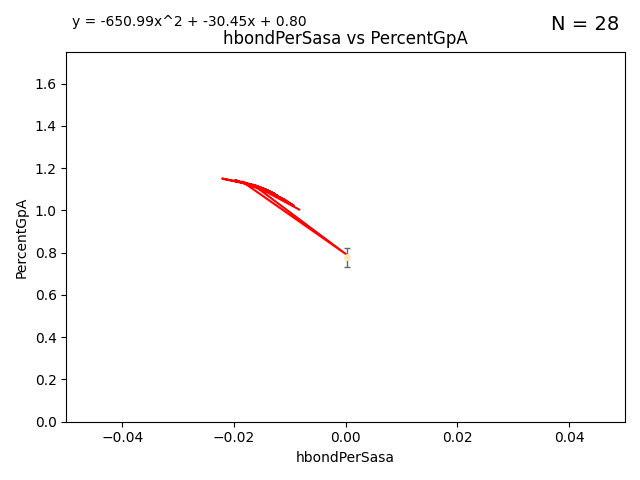 y = -650.99x^2 + -30.45x + 0.80
N = 28
hbondPerSasa vs PercentGpA
PercentGpA
1.6
1.4
1.2
1.0
0.8
0.6
0.4
0.2
0.0
−0.04
−0.02
0.00
0.02
0.04
hbondPerSasa